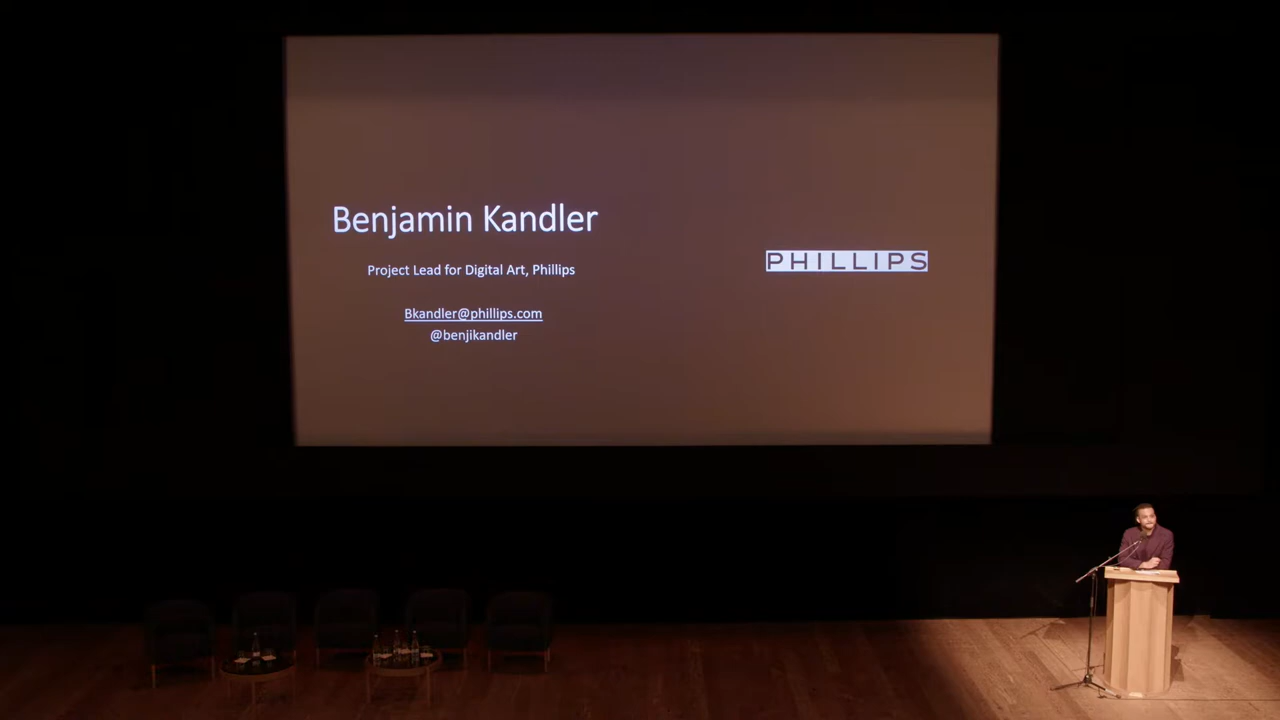 Benjamin Kandler
Project Lead for Digital Art, Phillips
Bkandler@phillips.com
@benjikandler
PHILLIPS